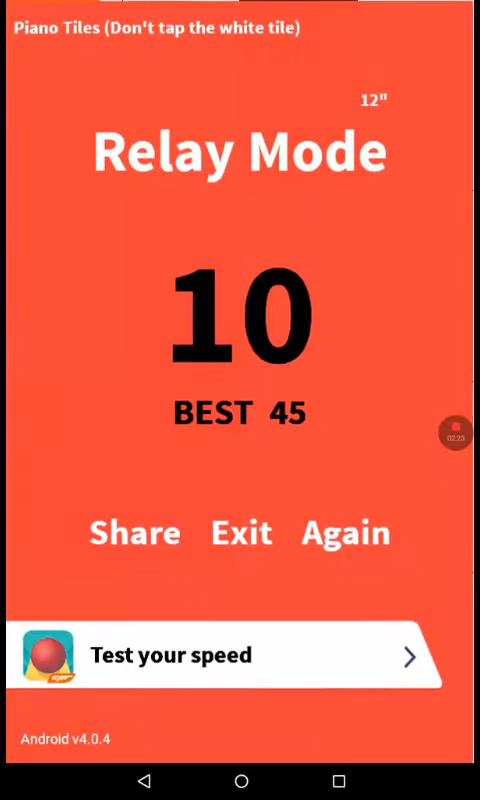 Piano Tiles (Don't tap the white tile)
12"
Relay Mode
10
BEST 45
02:23
Share Exit Again
Test your speed
Android v4.0.4